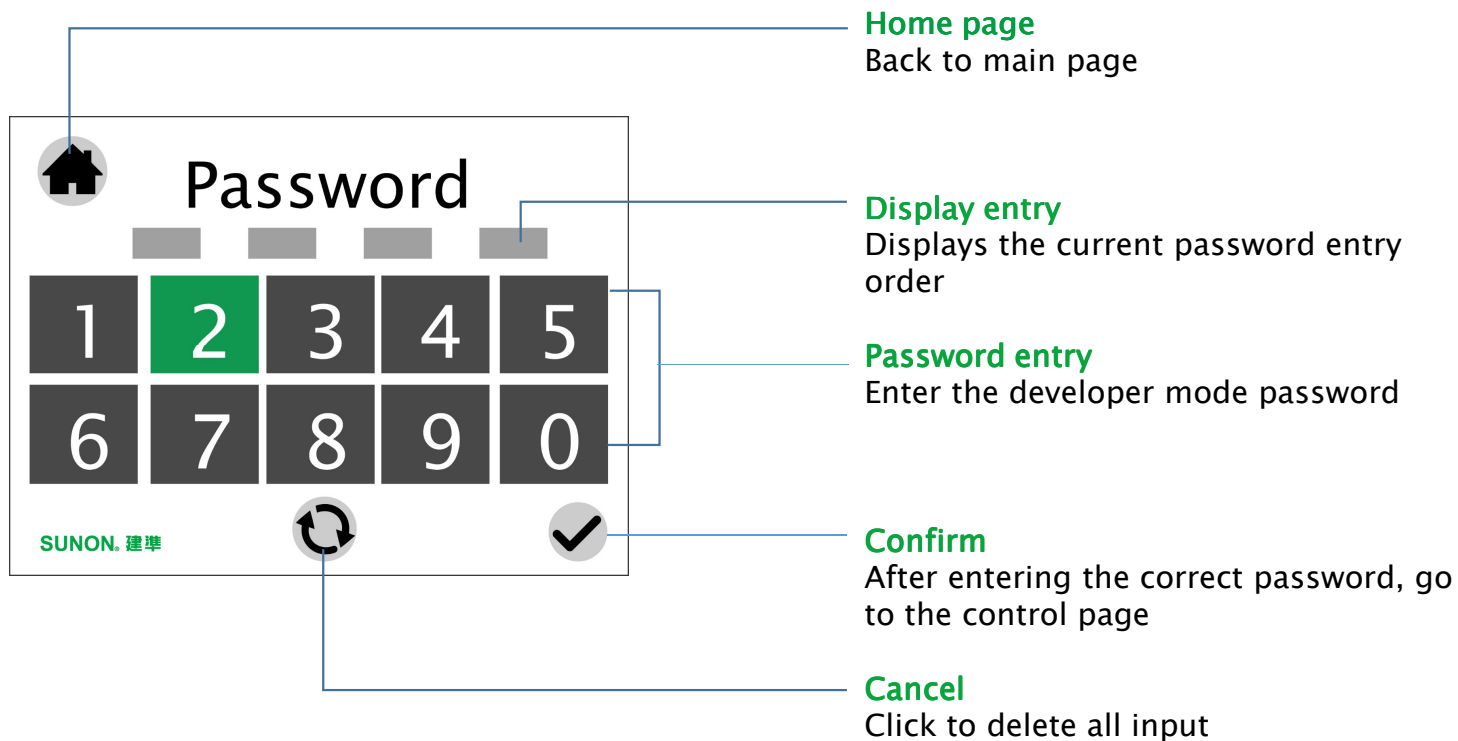 Home page
Back to main page
Password
Display entry
Displays the current password entry
order
1 2 3 4 5
Password entry
Enter the developer mode password
6 7 8 9 0
SUNON® 建準
Confirm
After entering the correct password, go
to the control page
Cancel
Click to delete all input